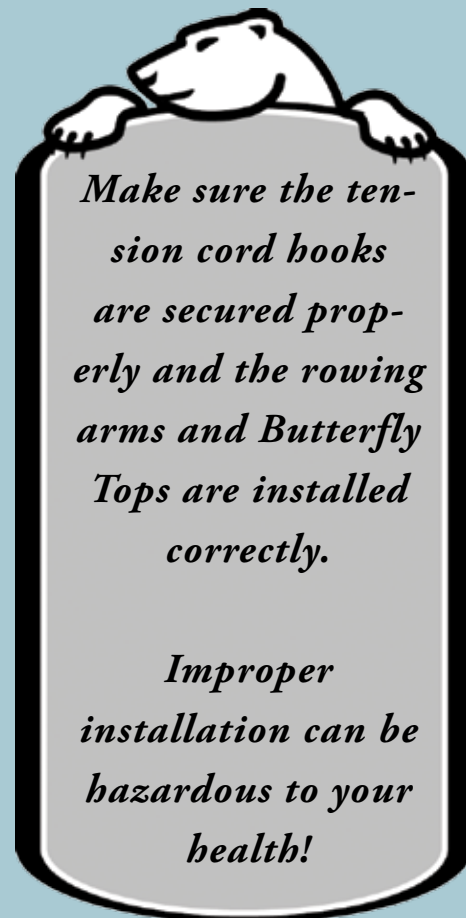 Make sure the ten-
sion cord hooks
are secured prop-
erly and the rowing
arms and Butterfly
Tops are installed
correctly.
Improper
installation can be
hazardous to your
health!